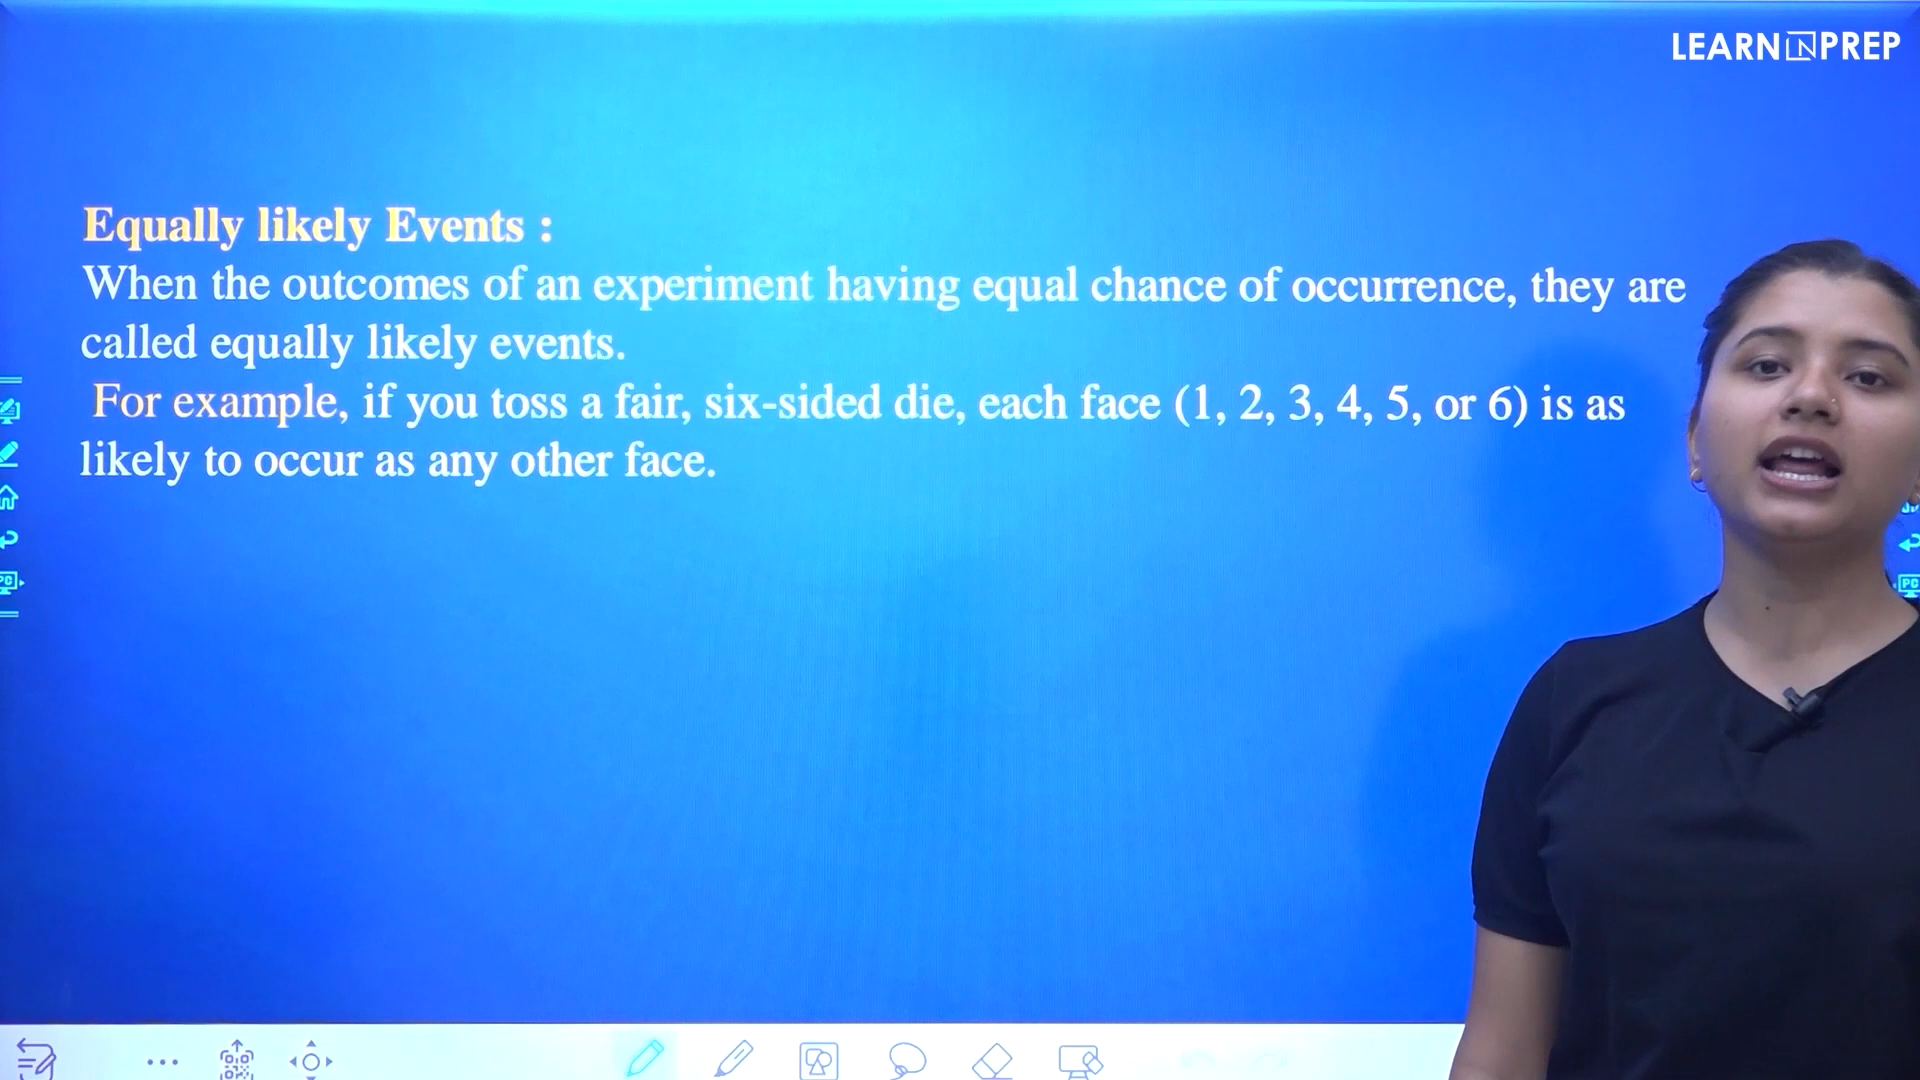 LEARN N PREP
Equally likely Events :
When the outcomes of an experiment having equal chance of occurrence, they are
called equally likely events.
For example, if you toss a fair, six-sided die, each face (1, 2, 3, 4, 5, or 6) is as
likely to occur as any other face.
PC
PC